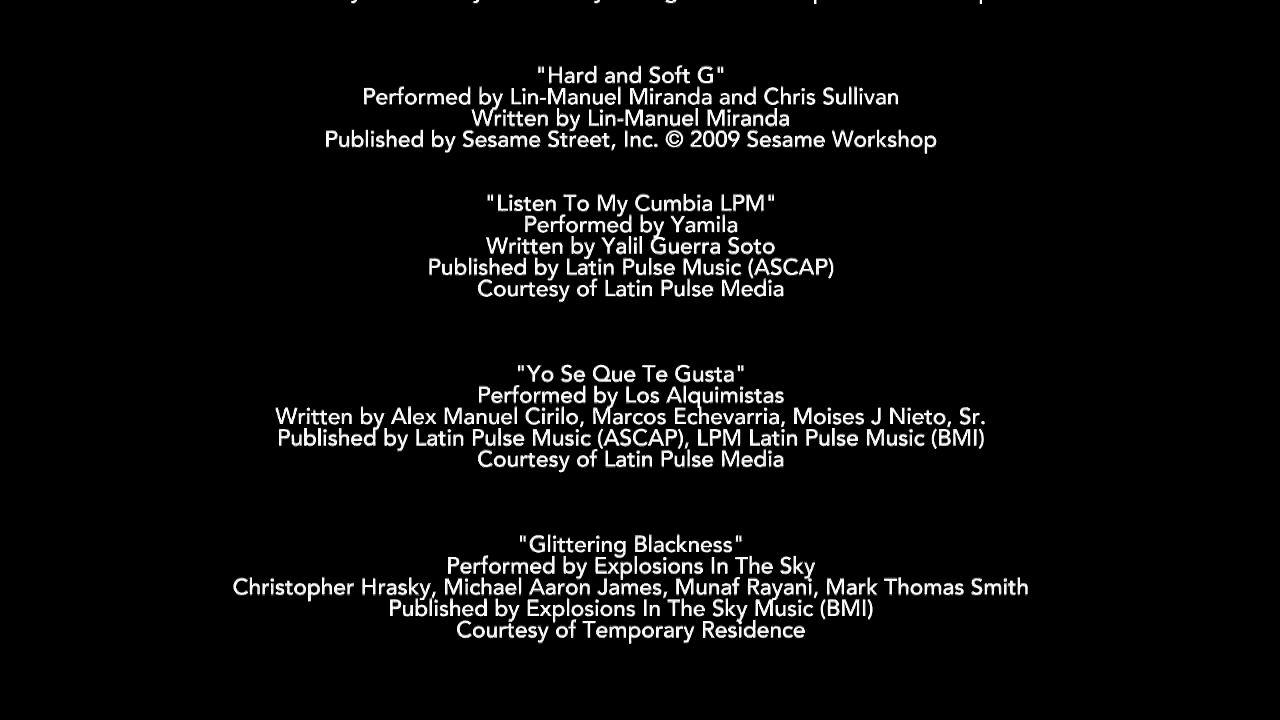 "Hard and Soft G"
Performed by Lin-Manuel Miranda and Chris Sullivan
Written by Lin-Manuel Miranda
Published by Sesame Street, Inc. © 2009 Sesame Workshop
"Listen To My Cumbia LPM"
Performed by Yamila
Written by Yalil Guerra Soto
Published by Latin Pulse Music (ASCAP)
Courtesy of Latin Pulse Media
"Yo Se Que Te Gusta"
Performed by Los Alquimistas
Written by Alex Manuel Cirilo, Marcos Echevarria, Moises J Nieto, Sr.
Published by Latin Pulse Music (ASCAP), LPM Latin Pulse Music (BMI)
Courtesy of Latin Pulse Media
"Glittering Blackness"
Performed by Explosions In The Sky
Christopher Hrasky, Michael Aaron James, Munaf Rayani, Mark Thomas Smith
Published by Explosions In The Sky Music (BMI)
Courtesy of Temporary Residence